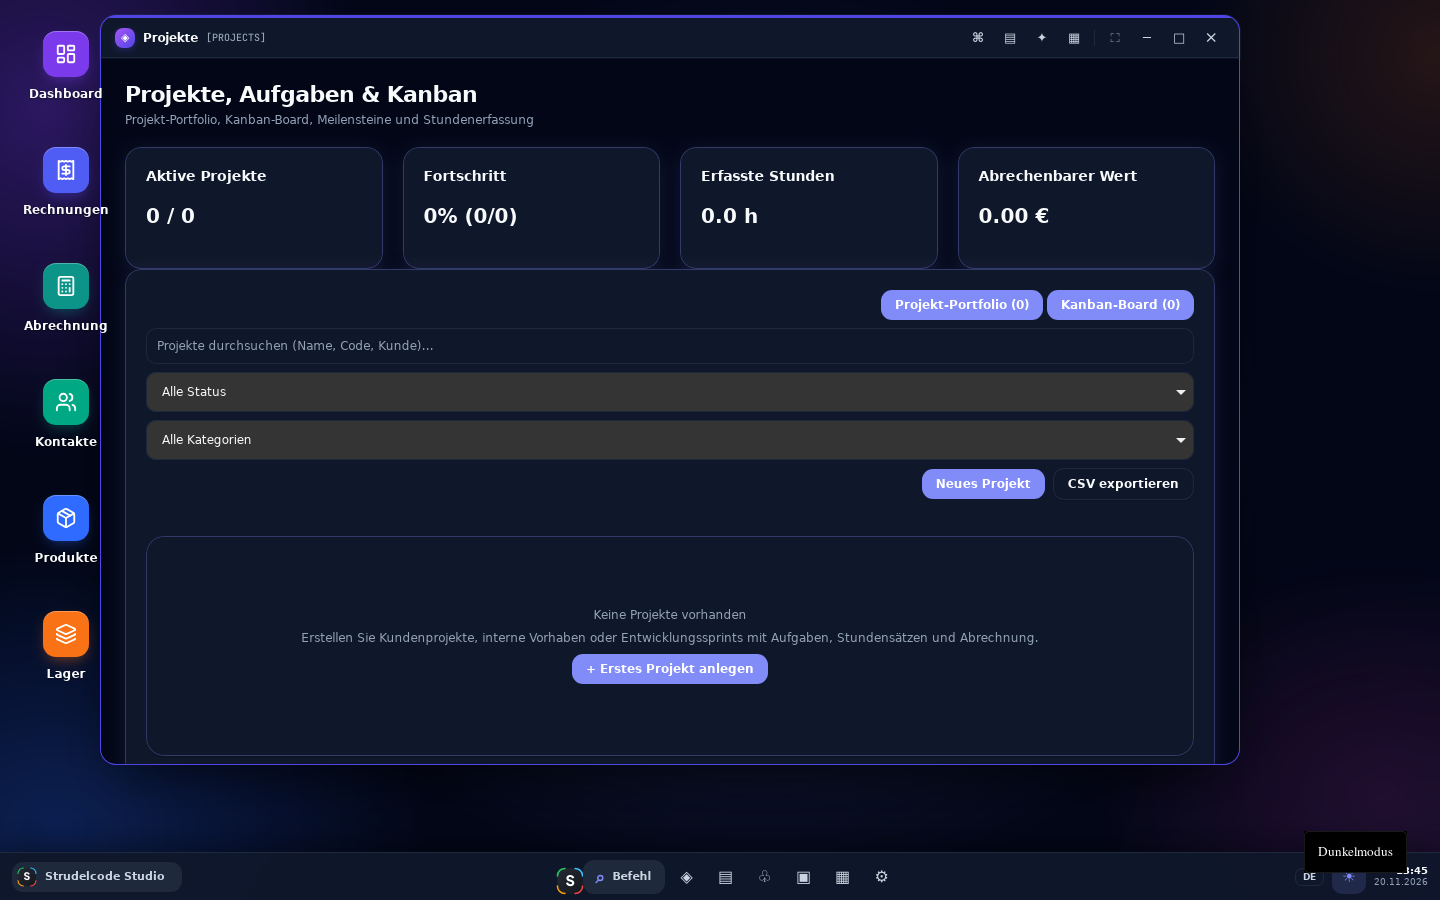 Projekte [PROJECTS]
Dashboard
Rechnungen
Abrechnung
Kontakte
Produkte
Lager
Projekte, Aufgaben & Kanban
Projekt-Portfolio, Kanban-Board, Meilensteine und Stundenerfassung
Aktive Projekte
0 / 0
Fortschritt
0% (0/0)
Erfasste Stunden
0.0 h
Abrechenbarer Wert
0.00 €
Projekt-Portfolio (0)
Kanban-Board (0)
Projekte durchsuchen (Name, Code, Kunde)...
Alle Status
Alle Kategorien
Neues Projekt
CSV exportieren
Keine Projekte vorhanden
Erstellen Sie Kundenprojekte, interne Vorhaben oder Entwicklungssprints mit Aufgaben, Stundensätzen und Abrechnung.
+ Erstes Projekt anlegen
Dunkelmodus
S Strudelcode Studio
S
Befehl
DE
20.11.2026